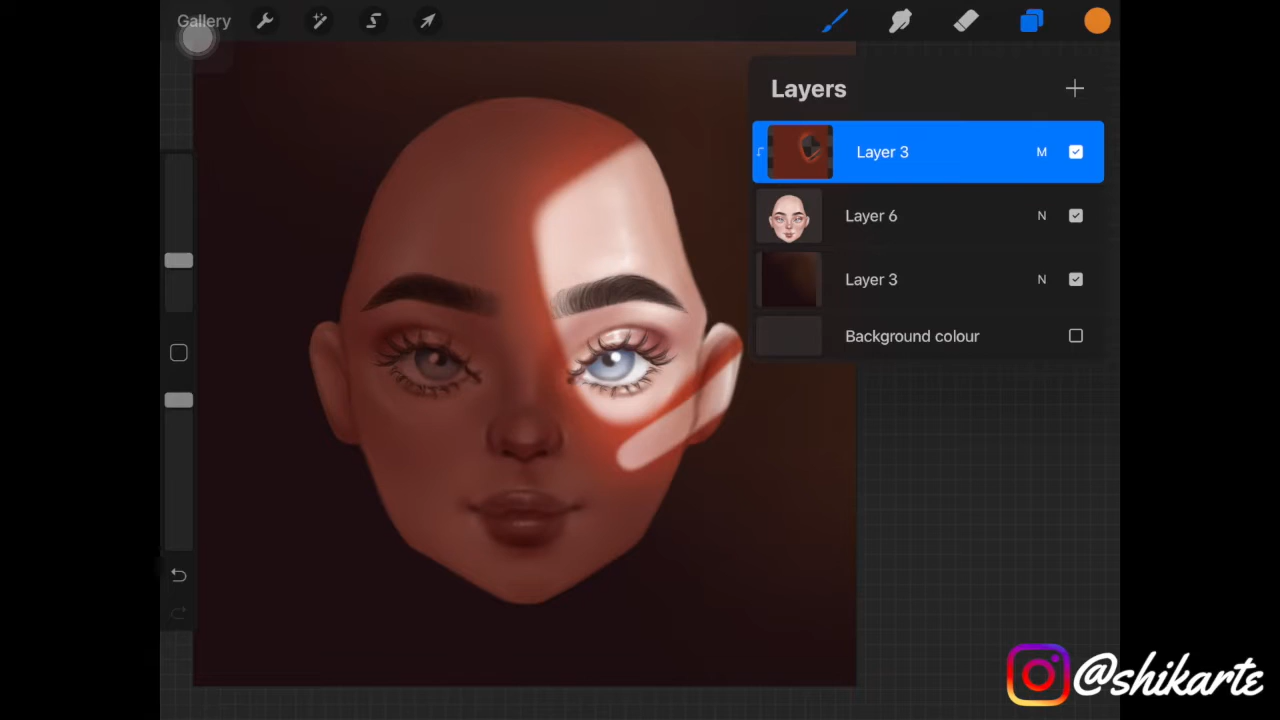 Gallery
Layers
Layer 3 M
Layer 6 N
Layer 3 N
Background colour
@shikarte